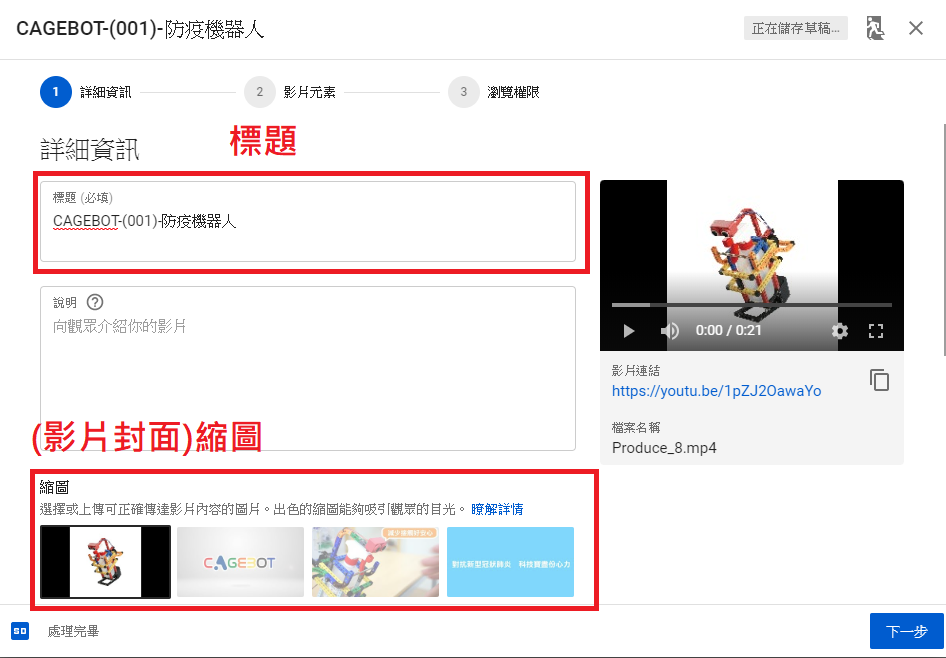 CAGEBOT-(001)-防疫機器人
正在儲存草稿...
1 詳細資訊
2 影片元素
3 瀏覽權限
詳細資訊
標題
標題 (必填)
CAGEBOT-(001)-防疫機器人
說明 ?
向觀眾介紹你的影片
0:00 / 0:21
影片連結
https://youtu.be/1pZJ2OawaYo
檔案名稱
Produce_8.mp4
(影片封面)縮圖
縮圖
選擇或上傳可正確傳達影片內容的圖片。出色的縮圖能夠吸引觀眾的目光。 瞭解詳情
CAGEBOT
減少接觸好安心
對抗新型冠狀肺炎 科技寶盡份心力
SD 處理完畢
下一步